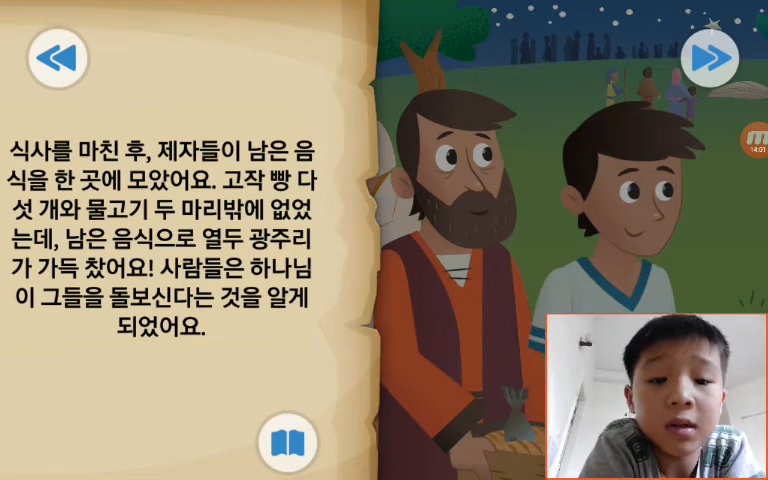 식사를 마친 후, 제자들이 남은 음
식을 한 곳에 모았어요. 고작 빵 다
섯 개와 물고기 두 마리밖에 없었
는데, 남은 음식으로 열두 광주리
가 가득 찼어요! 사람들은 하나님
이 그들을 돌보신다는 것을 알게
되었어요.
14:01